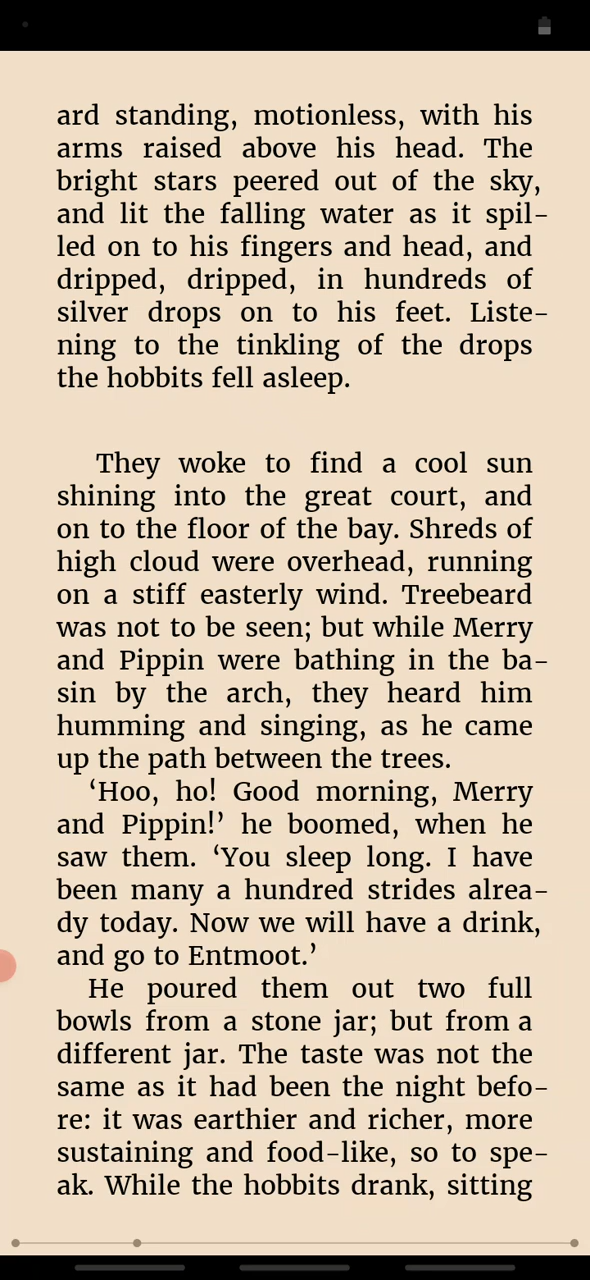 ard standing, motionless, with his
arms raised above his head. The
bright stars peered out of the sky,
and lit the falling water as it spil-
led on to his fingers and head, and
dripped, dripped, in hundreds of
silver drops on to his feet. Liste-
ning to the tinkling of the drops
the hobbits fell asleep.
They woke to find a cool sun
shining into the great court, and
on to the floor of the bay. Shreds of
high cloud were overhead, running
on a stiff easterly wind. Treebeard
was not to be seen; but while Merry
and Pippin were bathing in the ba-
sin by the arch, they heard him
humming and singing, as he came
up the path between the trees.
‘Hoo, ho! Good morning, Merry
and Pippin!’ he boomed, when he
saw them. ‘You sleep long. I have
been many a hundred strides alrea-
dy today. Now we will have a drink,
and go to Entmoot.’
He poured them out two full
bowls from a stone jar; but from a
different jar. The taste was not the
same as it had been the night befo-
re: it was earthier and richer, more
sustaining and food-like, so to spe-
ak. While the hobbits drank, sitting